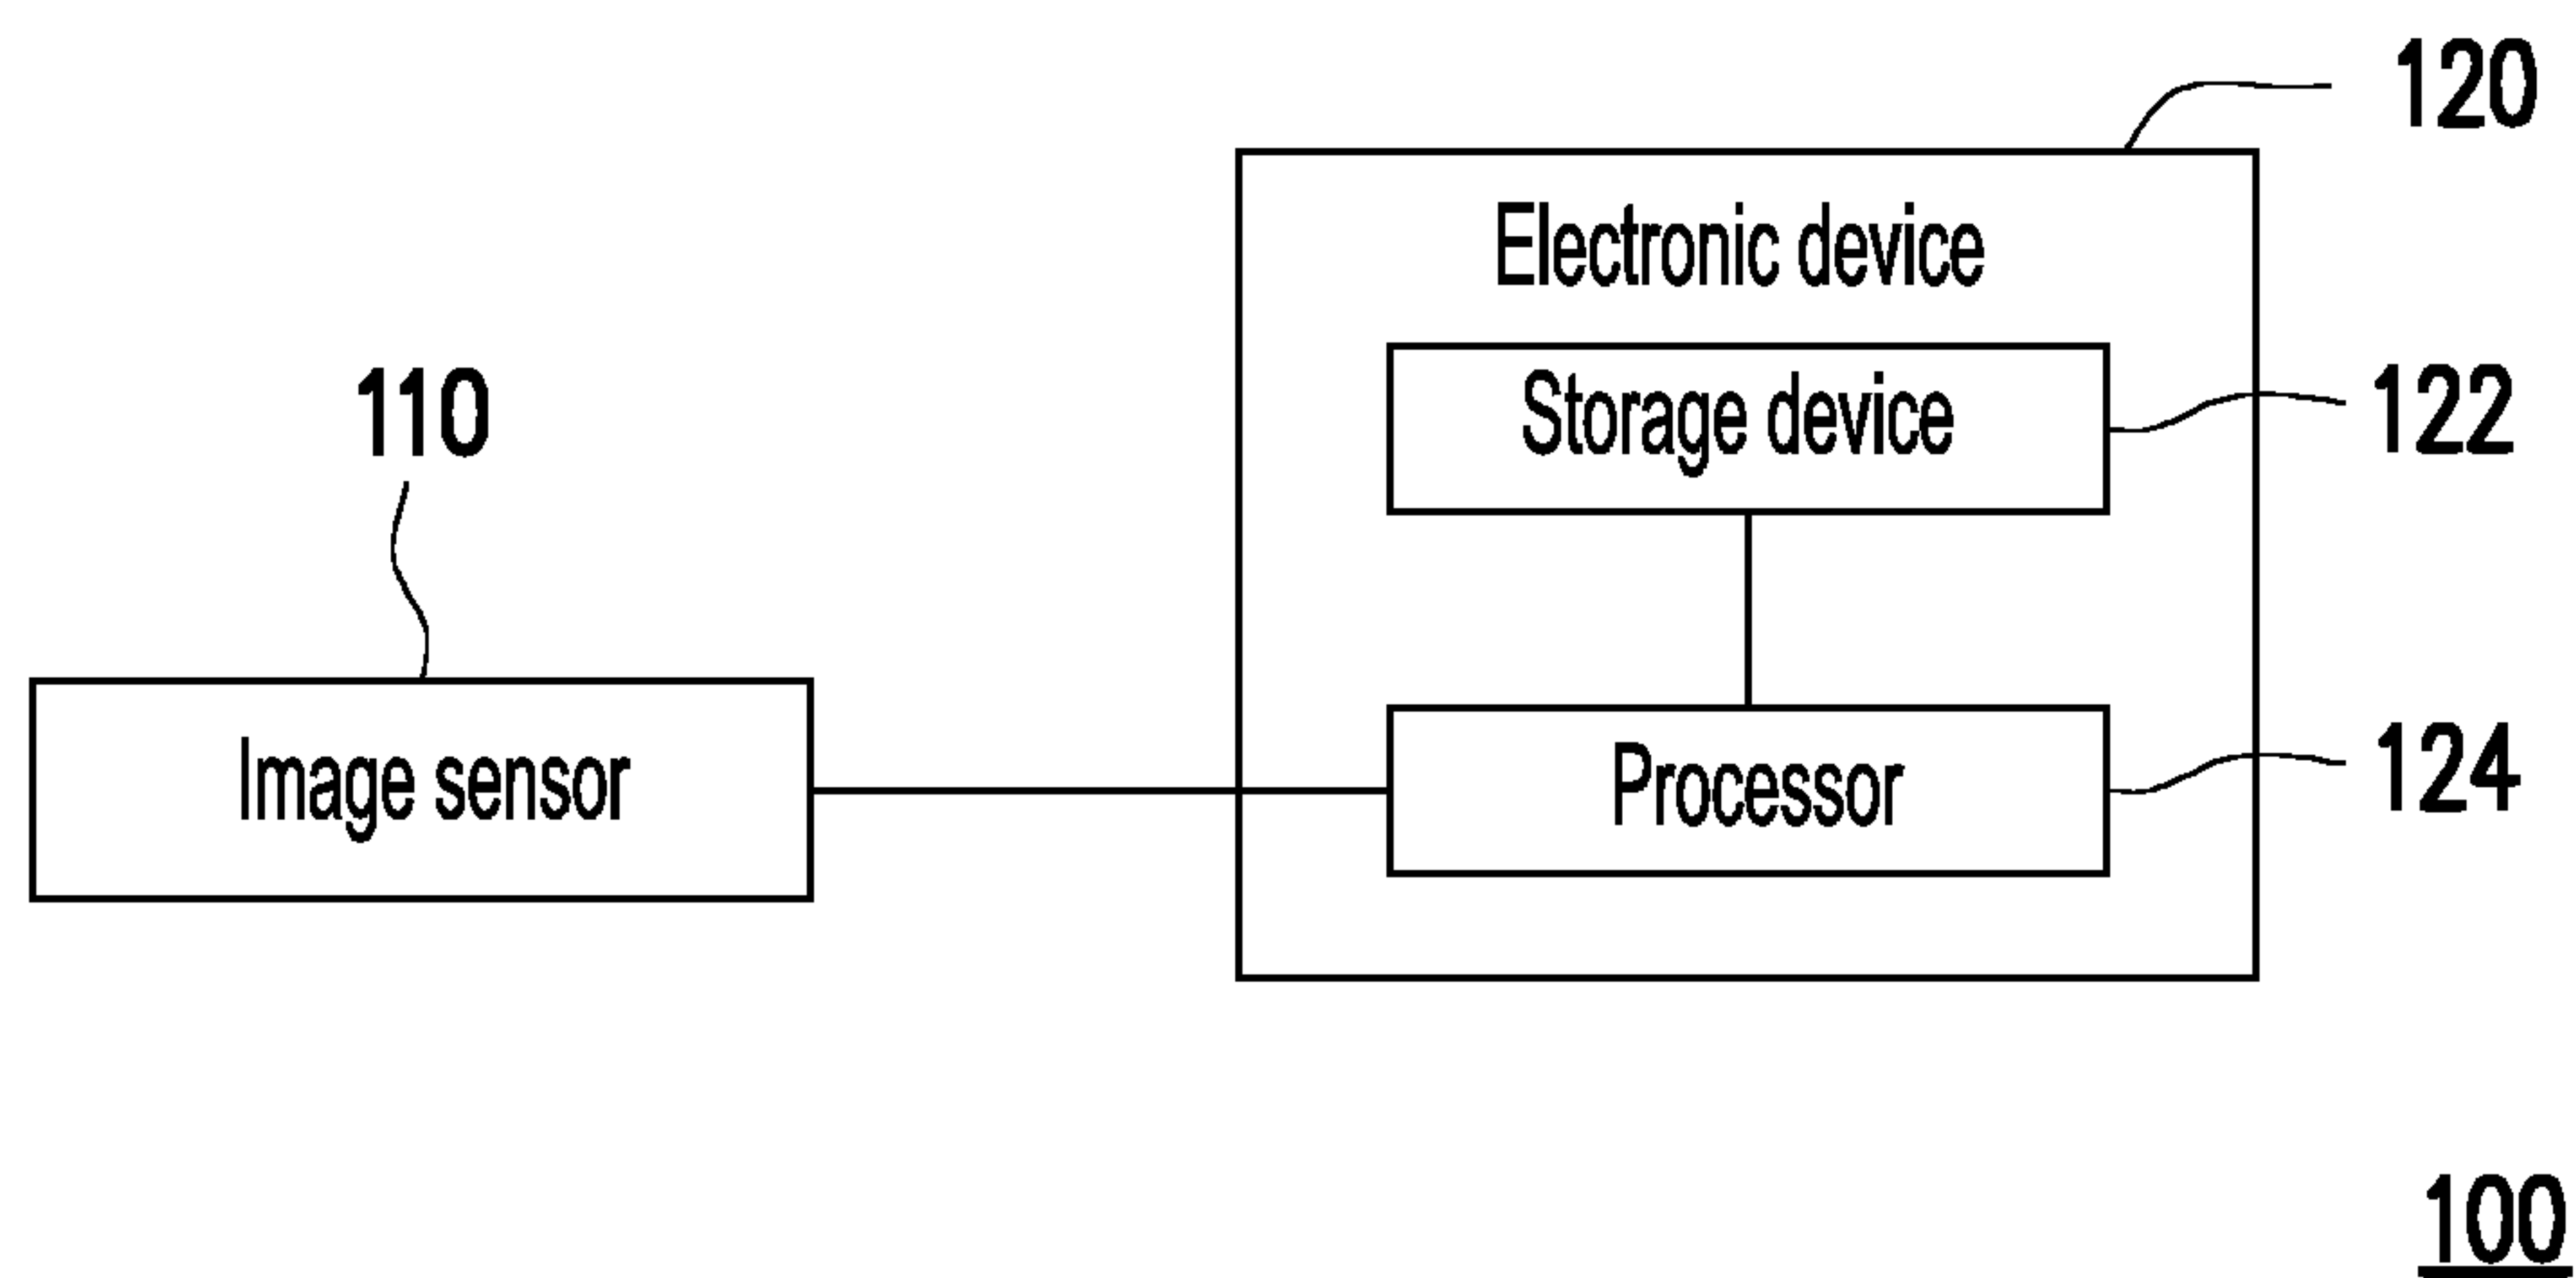 120
Electronic device
110
Storage device
122
Image sensor
Processor
124
100